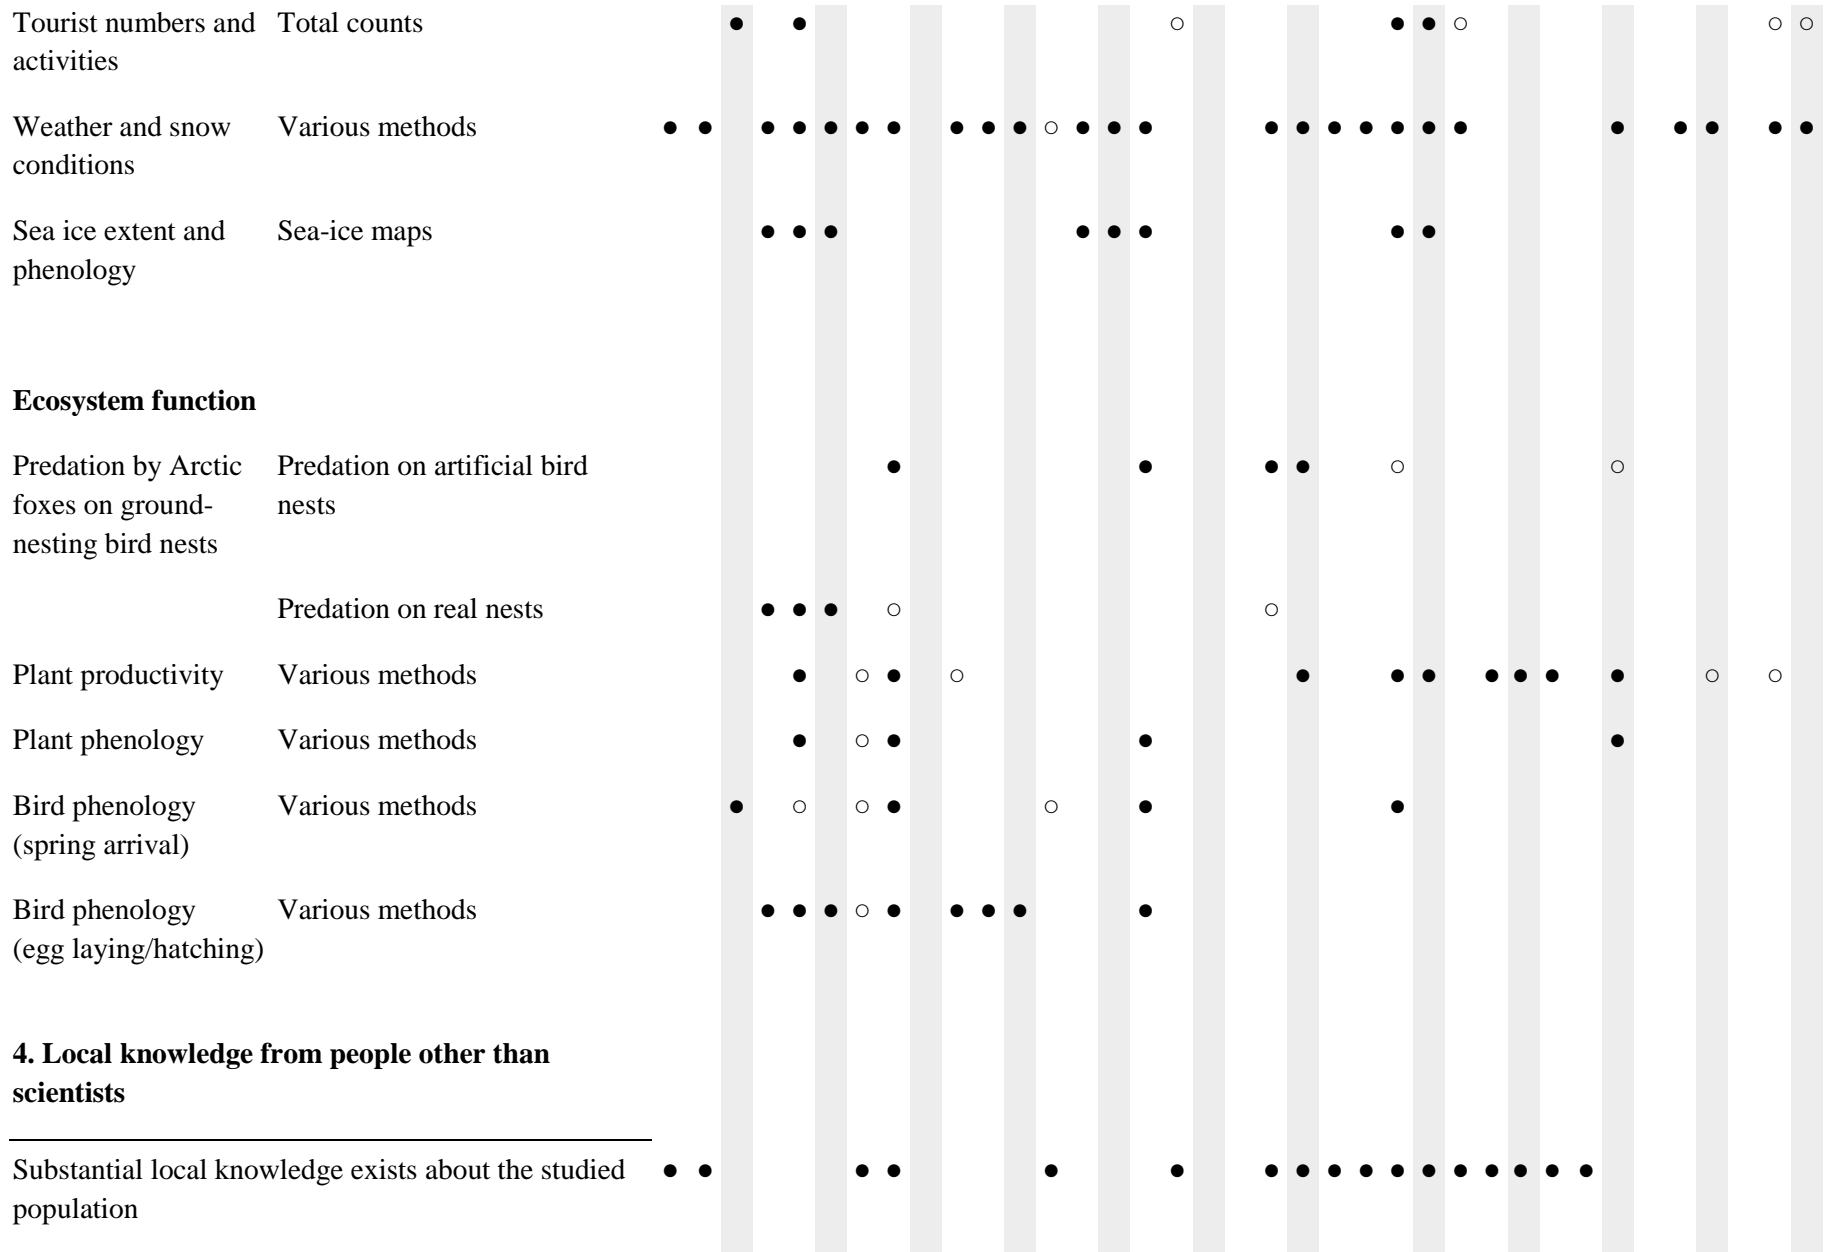 Tourist numbers and Total counts ● ● ○ ● ● ○ ○ ○
activities
Weather and snow Various methods ● ● ● ● ● ● ● ● ● ● ○ ● ● ● ● ● ● ● ● ● ● ● ● ● ● ●
conditions
Sea ice extent and Sea-ice maps ● ● ● ● ● ● ● ●
phenology
Ecosystem function
Predation by Arctic Predation on artificial bird ● ● ● ● ○ ○
foxes on ground- nests
nesting bird nests
Predation on real nests ● ● ● ○ ○
Plant productivity Various methods ● ○ ● ○ ● ● ● ● ● ● ● ○ ○
Plant phenology Various methods ● ○ ● ● ●
Bird phenology Various methods ● ○ ○ ● ○ ● ●
(spring arrival)
Bird phenology Various methods ● ● ● ○ ● ● ● ● ●
(egg laying/hatching)
4. Local knowledge from people other than
scientists
Substantial local knowledge exists about the studied ● ● ● ● ● ● ● ● ● ● ● ● ● ● ● ● ●
population